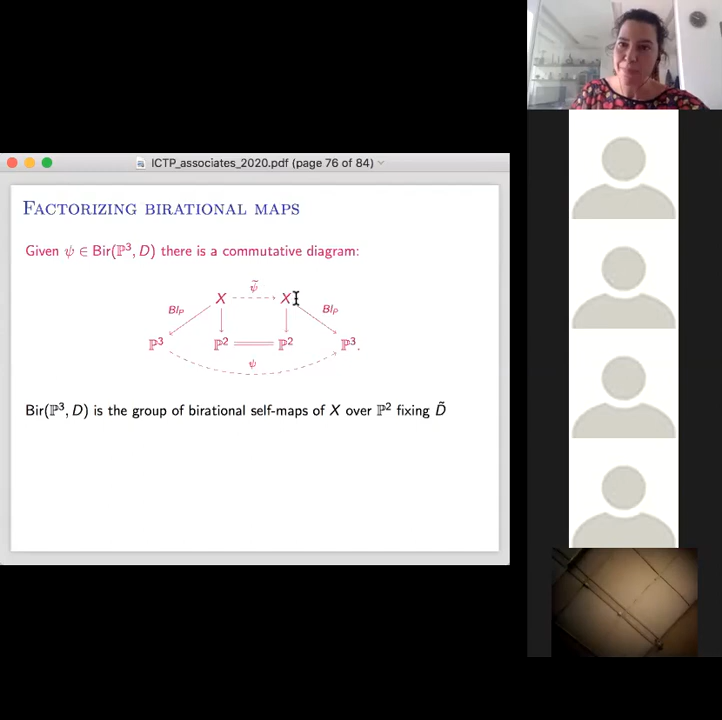 ICTP_associates_2020.pdf (page 76 of 84)
FACTORIZING BIRATIONAL MAPS
Given ψ ∈ Bir(ℙ³, D) there is a commutative diagram:
ψ̃
X X
Bl_P Bl_P
ℙ³ ℙ² ℙ² ℙ³.
ψ
Bir(ℙ³, D) is the group of birational self-maps of X over ℙ² fixing D̃